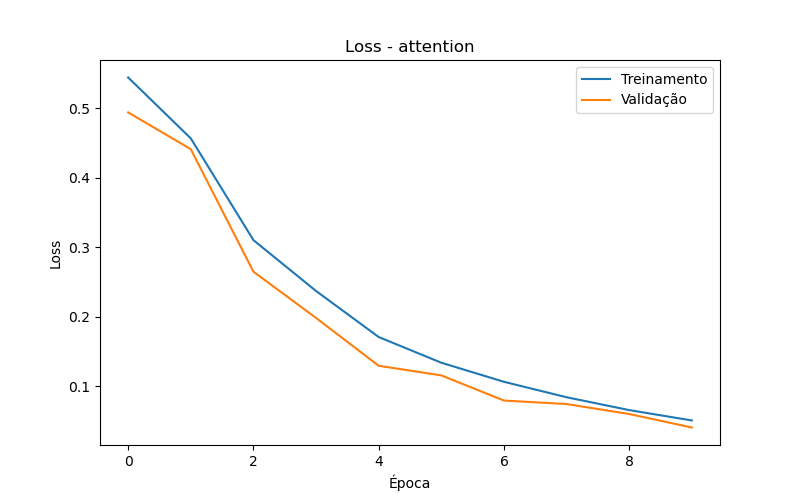 Loss - attention
Treinamento
Validação
0.5
0.4
0.3
0.2
0.1
Loss
0 2 4 6 8
Época